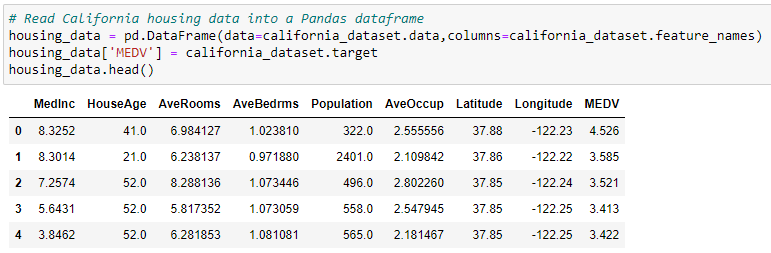 # Read California housing data into a Pandas dataframe
housing_data = pd.DataFrame(data=california_dataset.data,columns=california_dataset.feature_names)
housing_data['MEDV'] = california_dataset.target
housing_data.head()
MedInc HouseAge AveRooms AveBedrms Population AveOccup Latitude Longitude MEDV
0 8.3252 41.0 6.984127 1.023810 322.0 2.555556 37.88 -122.23 4.526
1 8.3014 21.0 6.238137 0.971880 2401.0 2.109842 37.86 -122.22 3.585
2 7.2574 52.0 8.288136 1.073446 496.0 2.802260 37.85 -122.24 3.521
3 5.6431 52.0 5.817352 1.073059 558.0 2.547945 37.85 -122.25 3.413
4 3.8462 52.0 6.281853 1.081081 565.0 2.181467 37.85 -122.25 3.422